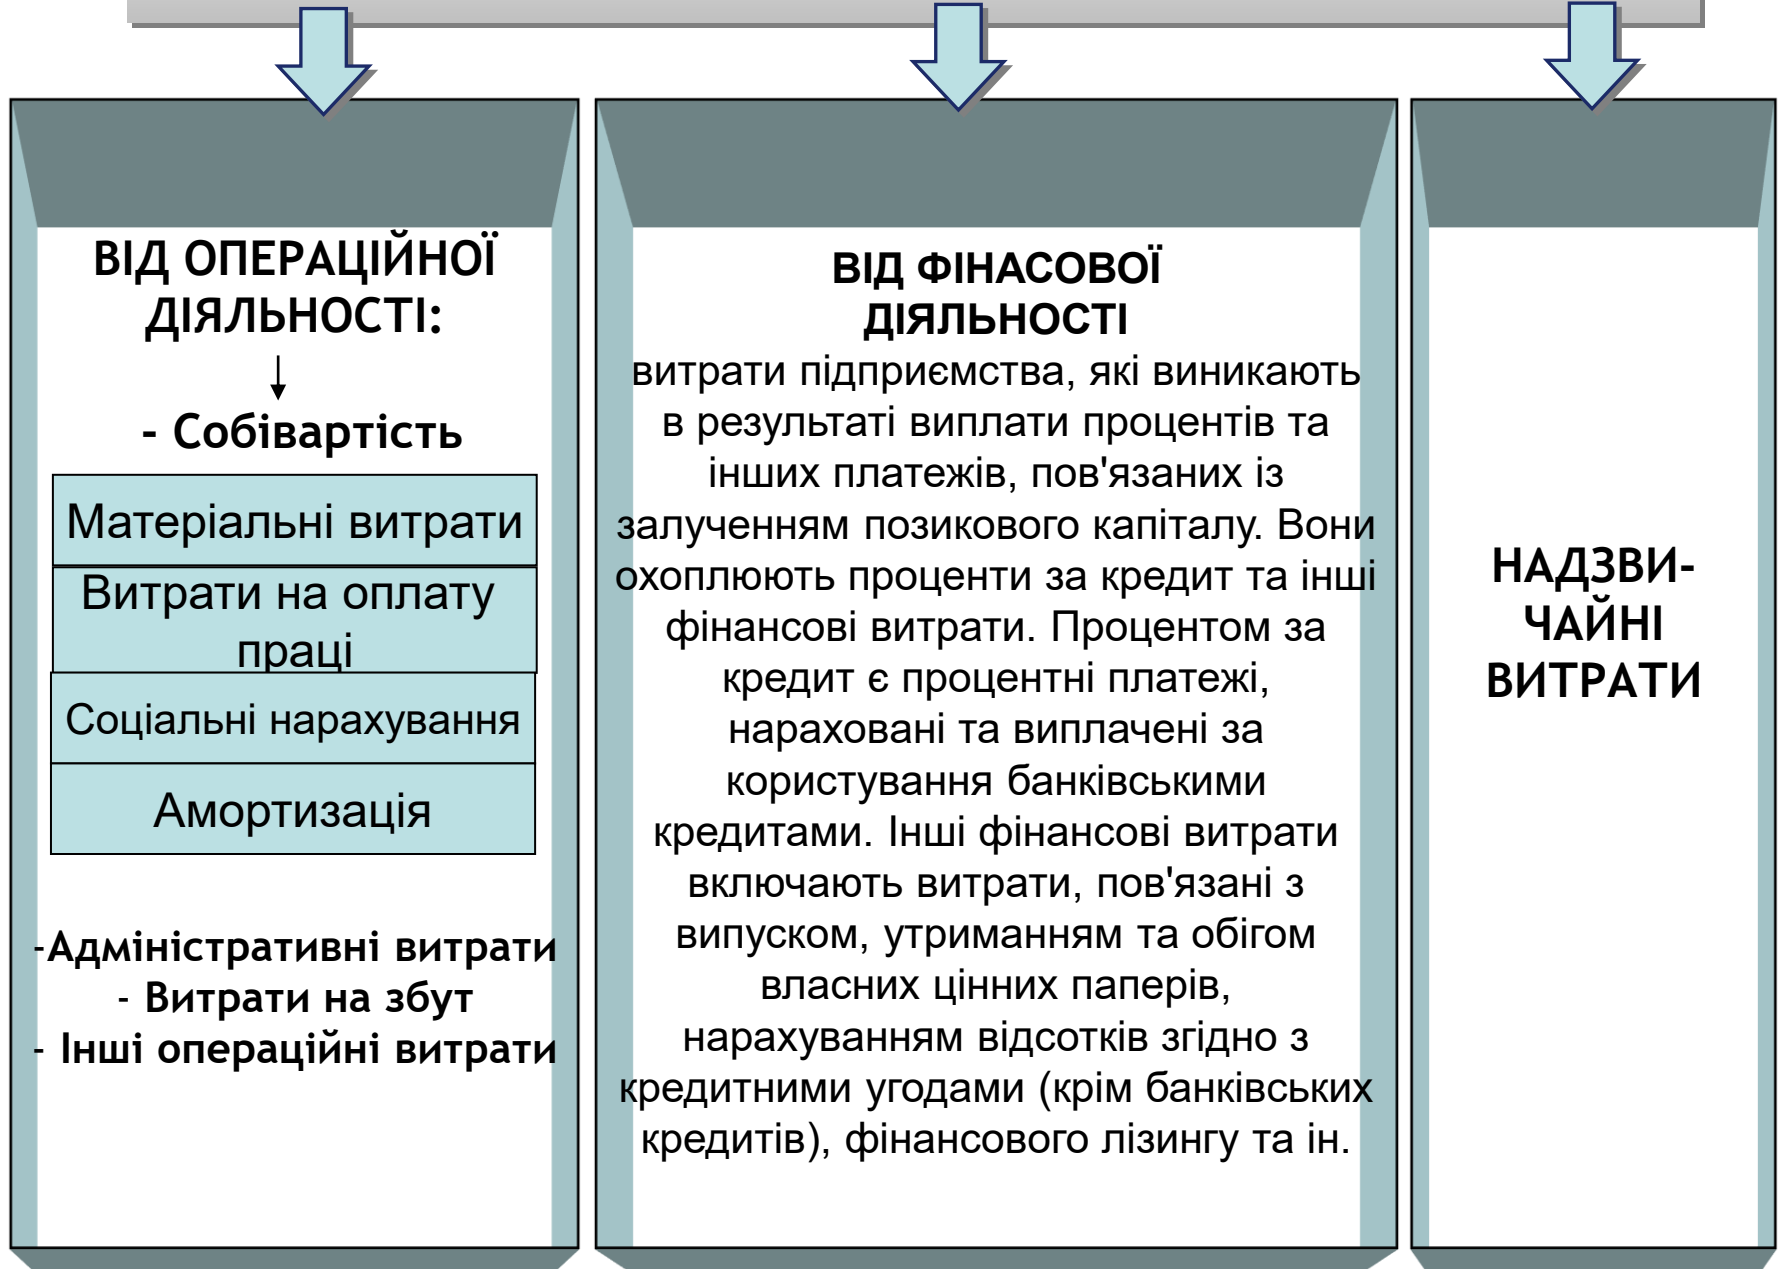 ВІД ОПЕРАЦІЙНОЇ
ДІЯЛЬНОСТІ:
- Собівартість
Матеріальні витрати
Витрати на оплату
праці
Соціальні нарахування
Амортизація
-Адміністративні витрати
- Витрати на збут
- Інші операційні витрати
ВІД ФІНАСОВОЇ
ДІЯЛЬНОСТІ
витрати підприємства, які виникають
в результаті виплати процентів та
інших платежів, пов'язаних із
залученням позикового капіталу. Вони
охоплюють проценти за кредит та інші
фінансові витрати. Процентом за
кредит є процентні платежі,
нараховані та виплачені за
користування банківськими
кредитами. Інші фінансові витрати
включають витрати, пов'язані з
випуском, утриманням та обігом
власних цінних паперів,
нарахуванням відсотків згідно з
кредитними угодами (крім банківських
кредитів), фінансового лізингу та ін.
НАДЗВИ-
ЧАЙНІ
ВИТРАТИ